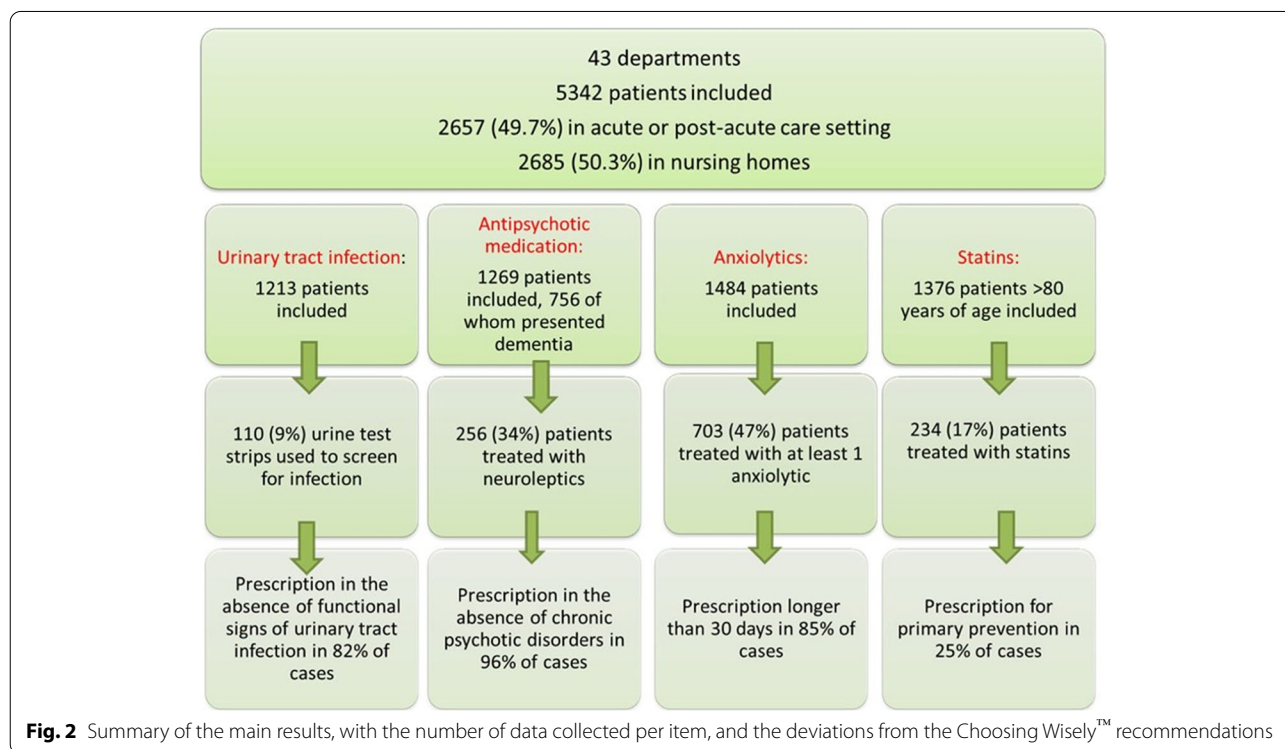 43 departments
5342 patients included
2657 (49.7%) in acute or post-acute care setting
2685 (50.3%) in nursing homes
Urinary tract infection:
1213 patients
included
Antipsychotic
medication:
1269 patients
included, 756 of
whom presented
dementia
Anxiolytics:
1484 patients
included
Statins:
1376 patients >80
years of age included
110 (9%) urine test
strips used to screen
for infection
256 (34%) patients
treated with
neuroleptics
703 (47%) patients
treated with at least 1
anxiolytic
234 (17%) patients
treated with statins
Prescription in the
absence of functional
signs of urinary tract
infection in 82% of
cases
Prescription in the
absence of chronic
psychotic disorders in
96% of cases
Prescription longer
than 30 days in 85% of
cases
Prescription for
primary prevention in
25% of cases
Fig. 2 Summary of the main results, with the number of data collected per item, and the deviations from the Choosing Wisely™ recommendations